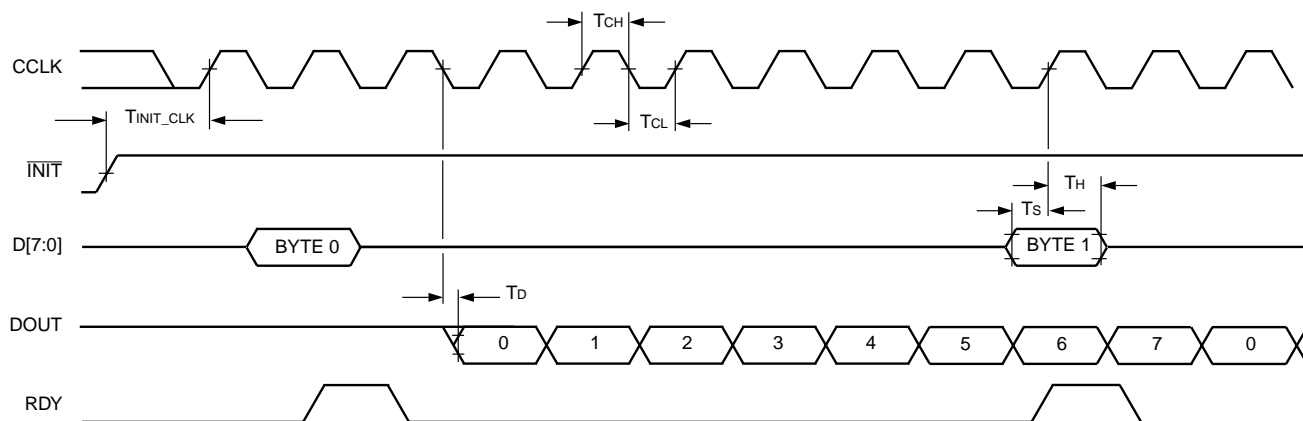 TCH
CCLK
TINIT_CLK
TCL
INIT
TH
TS
D[7:0]
BYTE 0
BYTE 1
TD
DOUT
0 1 2 3 4 5 6 7 0
RDY